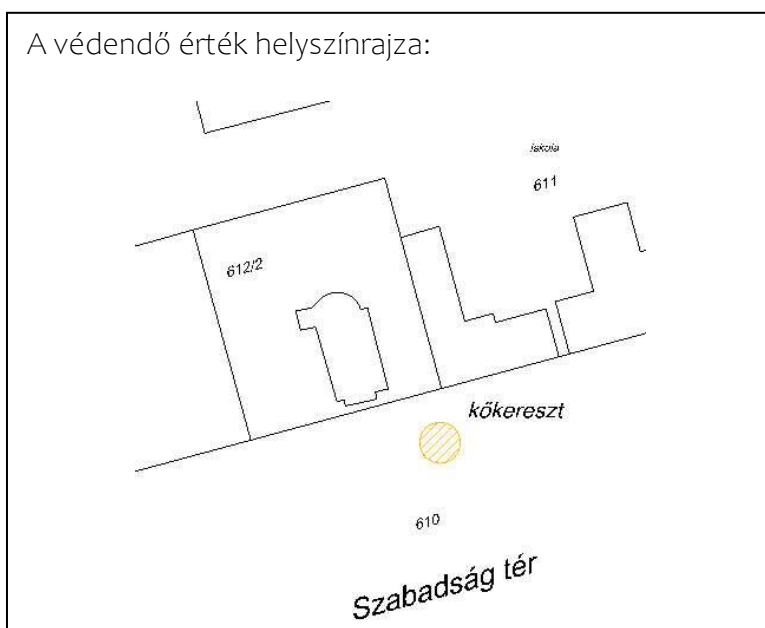 A védendő érték helyszínrajza:
iskola
611
612/2
kőkereszt
610
Szabadság tér